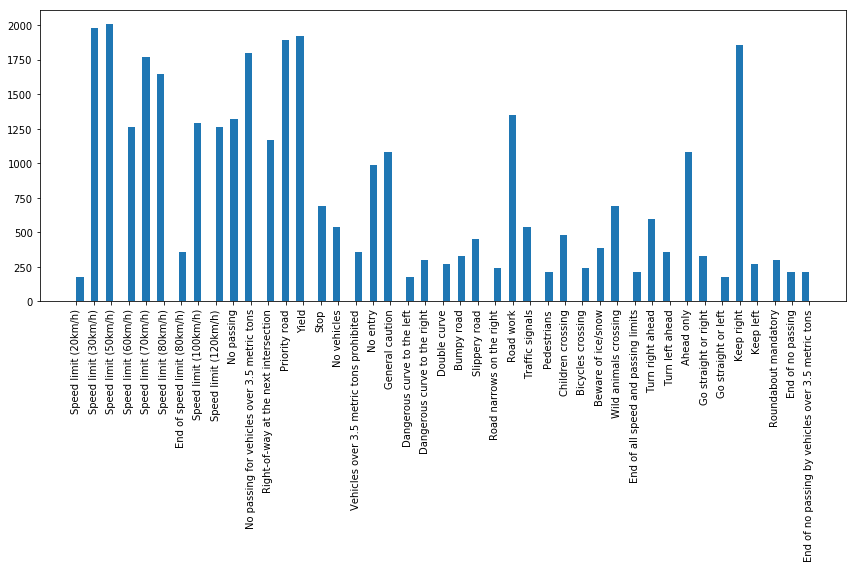 2000
1750
1500
1250
1000
750
500
250
0
Speed limit (20km/h)
Speed limit (30km/h)
Speed limit (50km/h)
Speed limit (60km/h)
Speed limit (70km/h)
Speed limit (80km/h)
End of speed limit (80km/h)
Speed limit (100km/h)
Speed limit (120km/h)
No passing
No passing for vehicles over 3.5 metric tons
Right-of-way at the next intersection
Priority road
Yield
Stop
No vehicles
Vehicles over 3.5 metric tons prohibited
No entry
General caution
Dangerous curve to the left
Dangerous curve to the right
Double curve
Bumpy road
Slippery road
Road narrows on the right
Road work
Traffic signals
Pedestrians
Children crossing
Bicycles crossing
Beware of ice/snow
Wild animals crossing
End of all speed and passing limits
Turn right ahead
Turn left ahead
Ahead only
Go straight or right
Go straight or left
Keep right
Keep left
Roundabout mandatory
End of no passing
End of no passing by vehicles over 3.5 metric tons